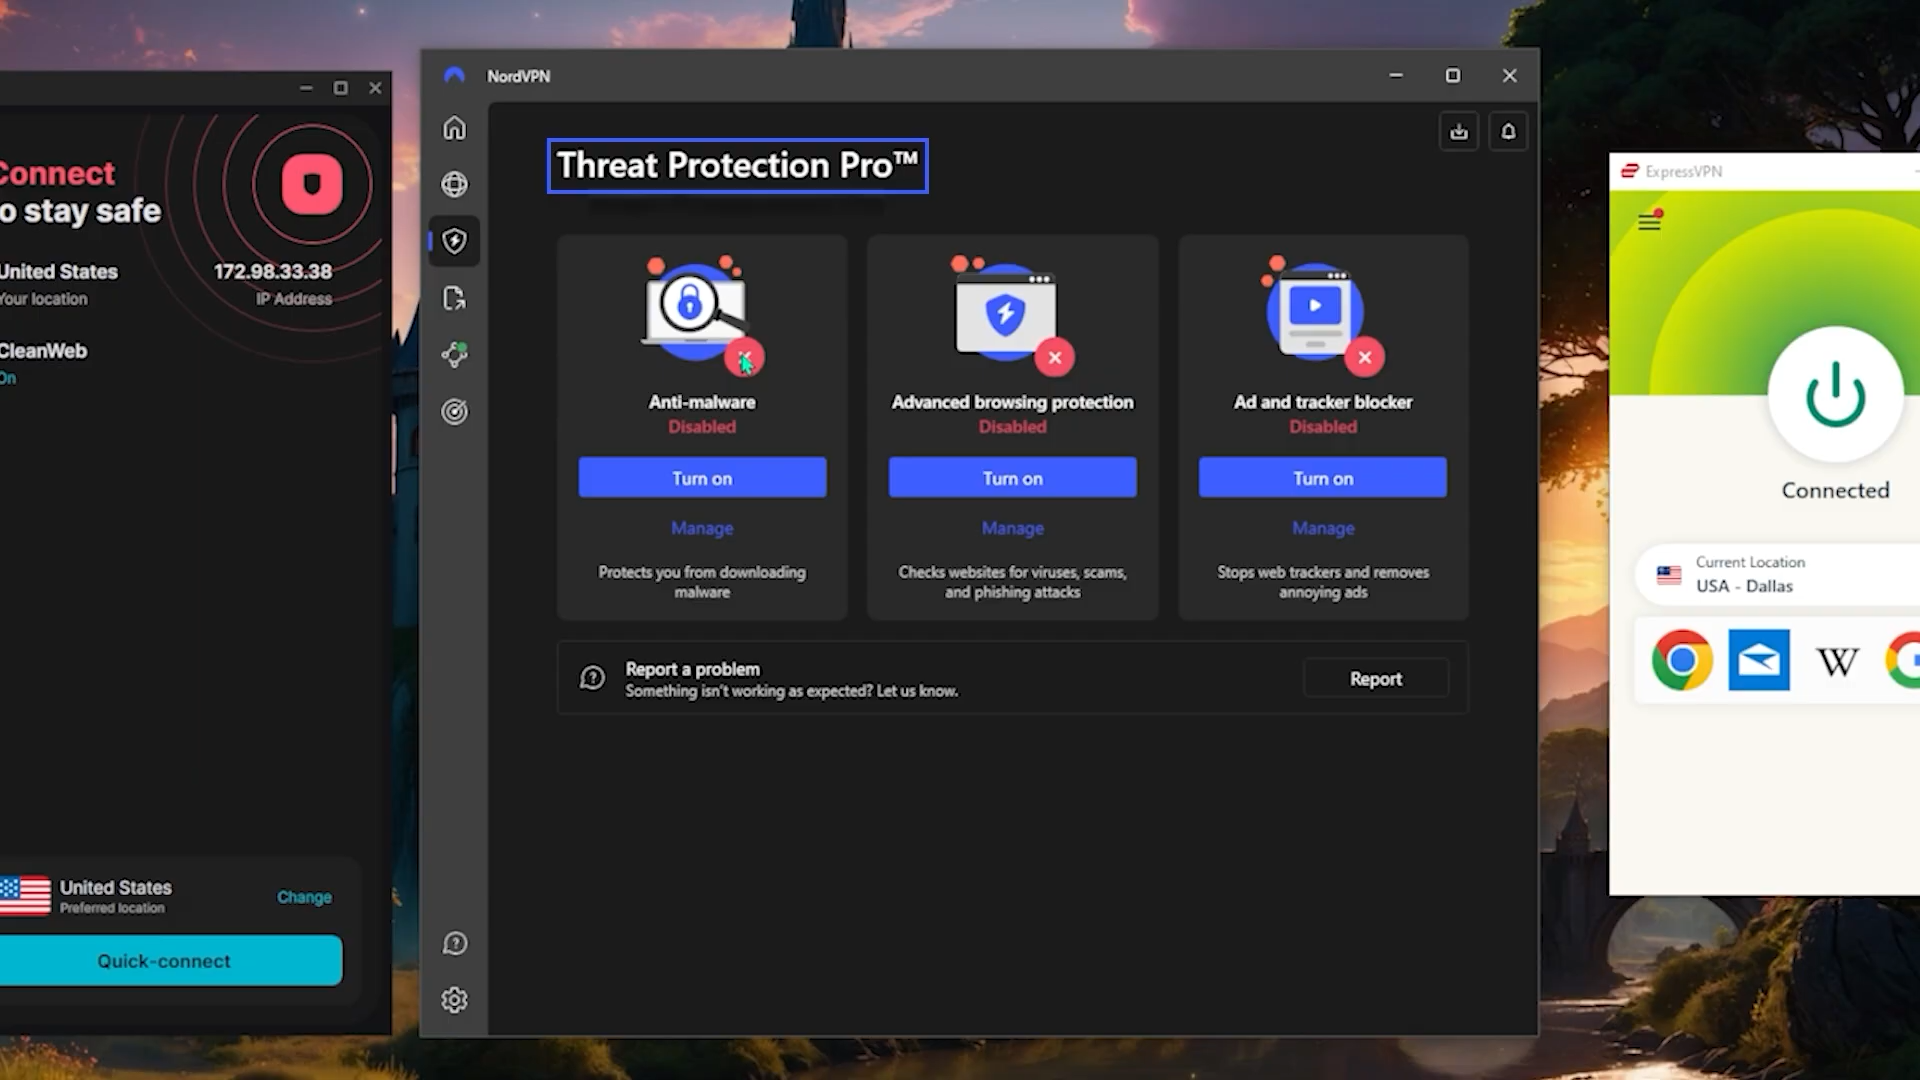 Connect
o stay safe
United States
172.98.33.38
Your location
IP Address
CleanWeb
On
United States
Preferred location
Change
Quick-connect
NordVPN
Threat Protection Pro™
Anti-malware
Disabled
Turn on
Manage
Protects you from downloading
malware
Advanced browsing protection
Disabled
Turn on
Manage
Checks websites for viruses, scams,
and phishing attacks
Ad and tracker blocker
Disabled
Turn on
Manage
Stops web trackers and removes
annoying ads
Report a problem
Something isn't working as expected? Let us know.
Report
ExpressVPN
Connected
Current Location
USA - Dallas
W